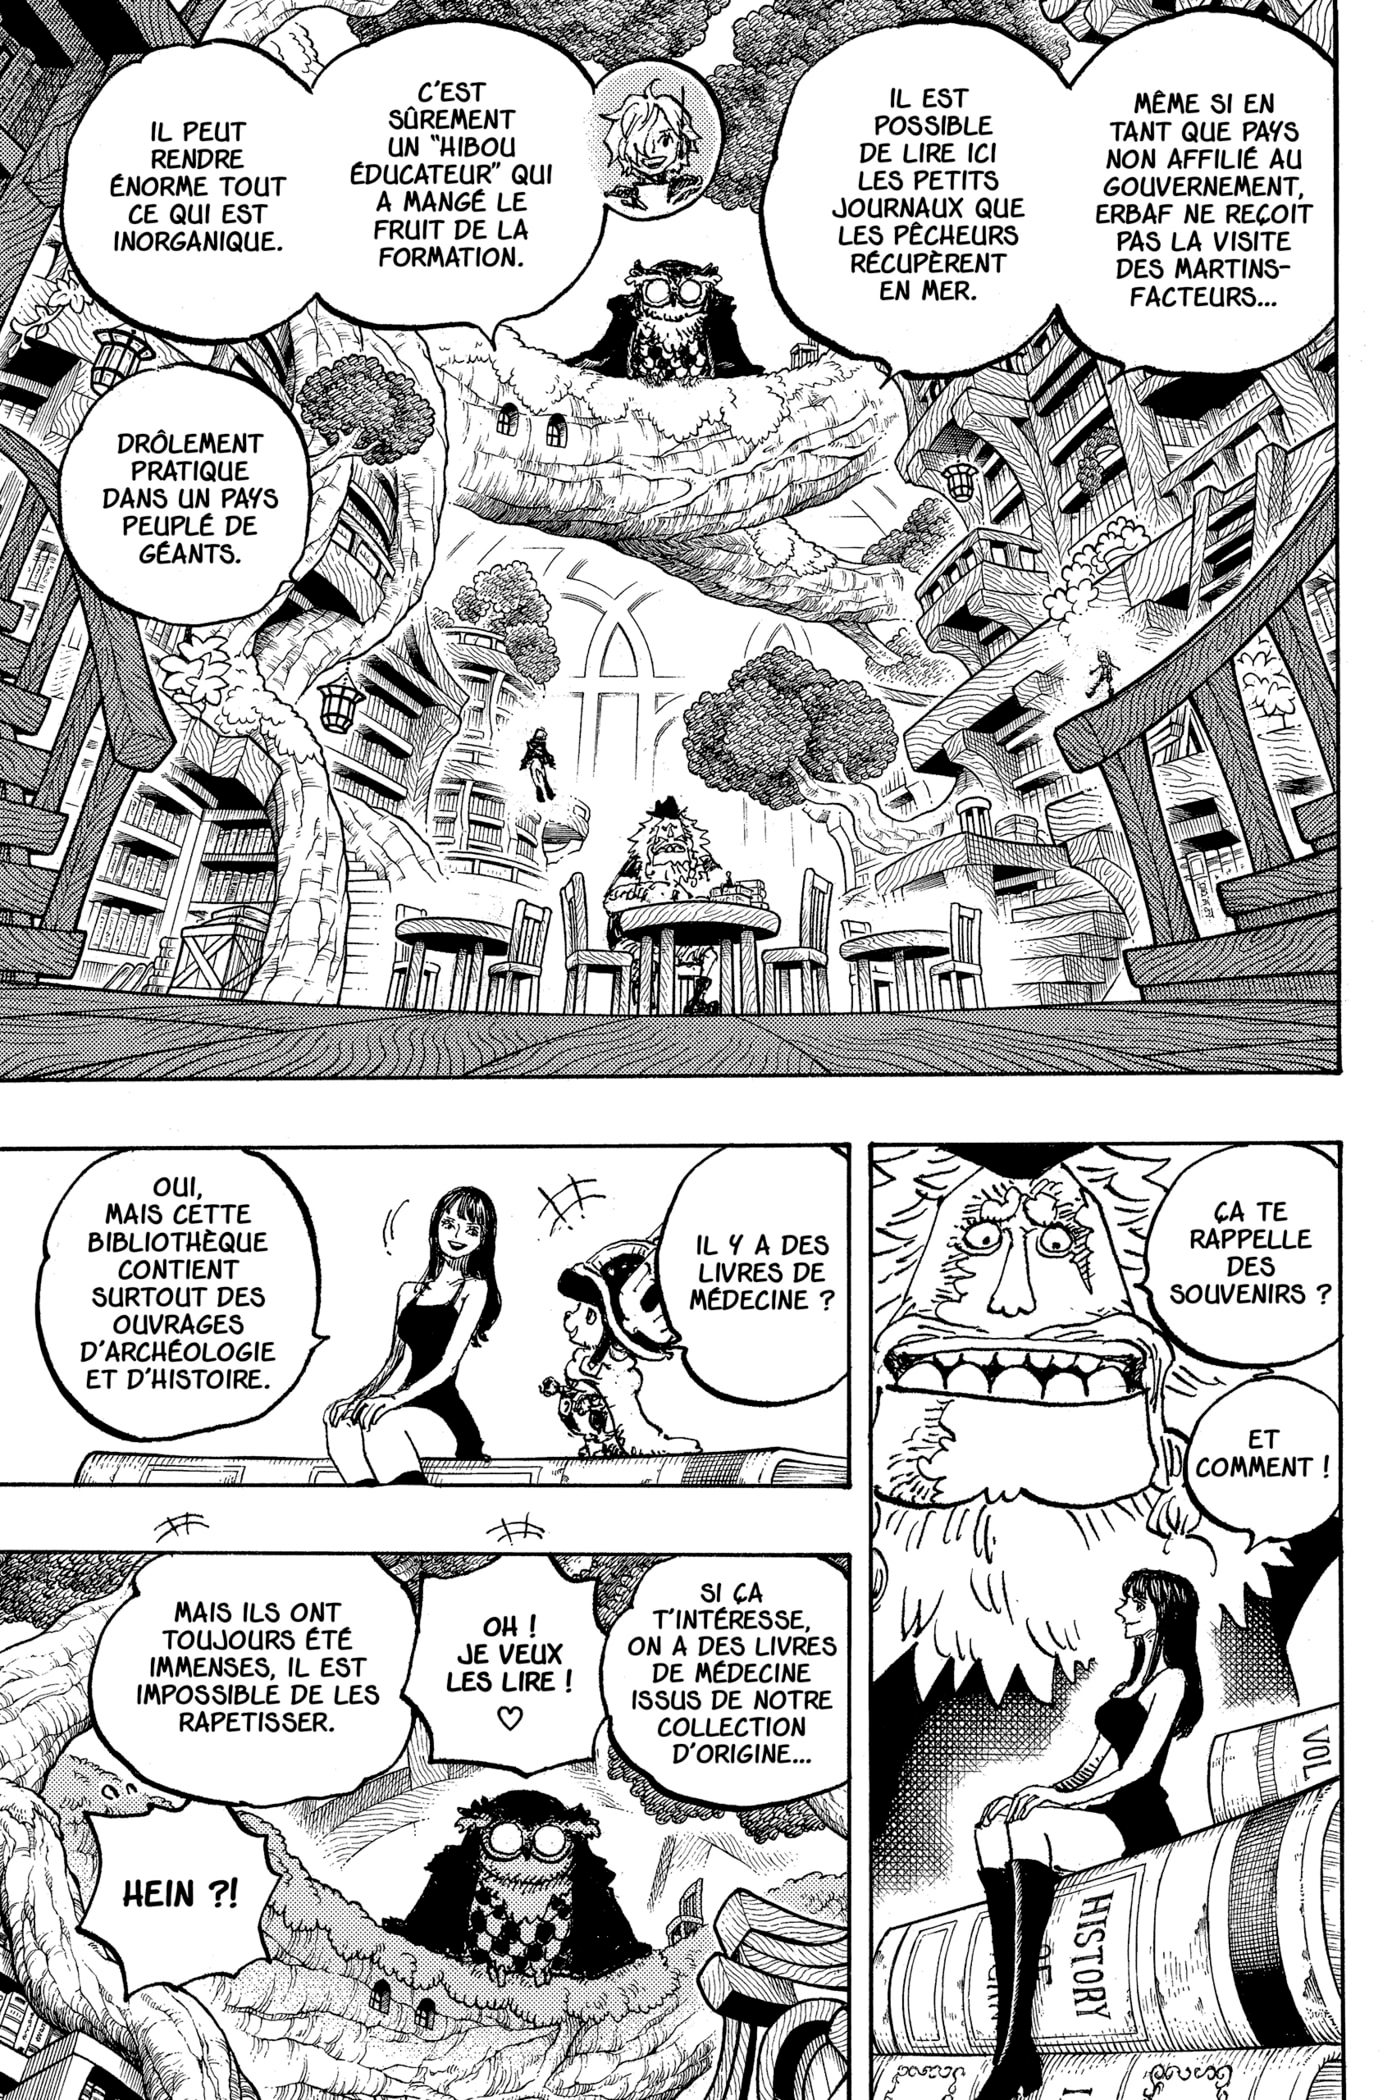 MÊME SI EN
TANT QUE PAYS
NON AFFILIÉ AU
GOUVERNEMENT,
ERBAF NE REÇOIT
PAS LA VISITE
DES MARTINS-
FACTEURS...
IL EST
POSSIBLE
DE LIRE ICI
LES PETITS
JOURNAUX QUE
LES PÊCHEURS
RÉCUPÈRENT
EN MER.
C'EST
SÛREMENT
UN "HIBOU
ÉDUCATEUR" QUI
A MANGÉ LE
FRUIT DE LA
FORMATION.
IL PEUT
RENDRE
ÉNORME TOUT
CE QUI EST
INORGANIQUE.
DRÔLEMENT
PRATIQUE
DANS UN PAYS
PEUPLÉ DE
GÉANTS.
ÇA TE
RAPPELLE
DES
SOUVENIRS ?
ET
COMMENT !
VOL
HISTORY
OF
IL Y A DES
LIVRES DE
MÉDECINE ?
OUI,
MAIS CETTE
BIBLIOTHÈQUE
CONTIENT
SURTOUT DES
OUVRAGES
D'ARCHÉOLOGIE
ET D'HISTOIRE.
SI ÇA
T'INTÉRESSE,
ON A DES LIVRES
DE MÉDECINE
ISSUS DE NOTRE
COLLECTION
D'ORIGINE...
OH !
JE VEUX
LES LIRE !
♡
MAIS ILS ONT
TOUJOURS ÉTÉ
IMMENSES, IL EST
IMPOSSIBLE DE LES
RAPETISSER.
HEIN ?!